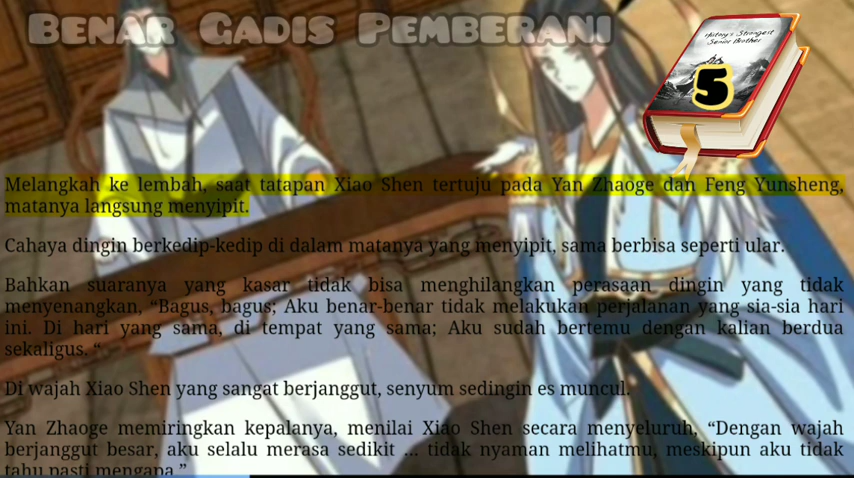 Benar Gadis Pemberani
History's Strongest
Senior Brother
5
Melangkah ke lembah, saat tatapan Xiao Shen tertuju pada Yan Zhaoge dan Feng Yunsheng,
matanya langsung menyipit.
Cahaya dingin berkedip-kedip di dalam matanya yang menyipit, sama berbisa seperti ular.
Bahkan suaranya yang kasar tidak bisa menghilangkan perasaan dingin yang tidak
menyenangkan, “Bagus, bagus; Aku benar-benar tidak melakukan perjalanan yang sia-sia hari
ini. Di hari yang sama, di tempat yang sama; Aku sudah bertemu dengan kalian berdua
sekaligus. “
Di wajah Xiao Shen yang sangat berjanggut, senyum sedingin es muncul.
Yan Zhaoge memiringkan kepalanya, menilai Xiao Shen secara menyeluruh, “Dengan wajah
berjanggut besar, aku selalu merasa sedikit ... tidak nyaman melihatmu, meskipun aku tidak
tahu pasti mengapa.”